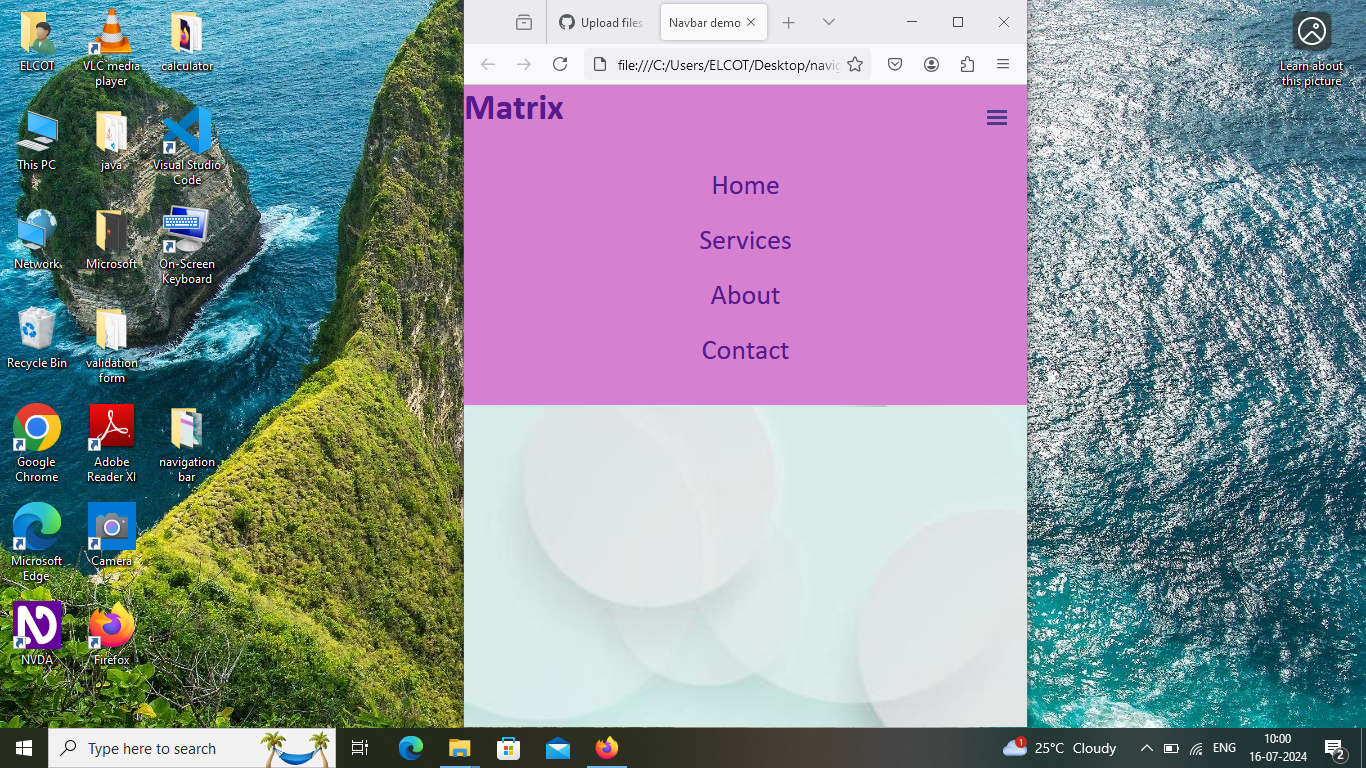 ELCOT
VLC media
player
calculator
This PC
java
Visual Studio
Code
Network
Microsoft
On-Screen
Keyboard
Recycle Bin
validation
form
Google
Chrome
Adobe
Reader XI
navigation
bar
Microsoft
Edge
Camera
NVDA
Firefox
Upload files
Navbar demo
file:///C:/Users/ELCOT/Desktop/navig
Matrix
Home
Services
About
Contact
Learn about
this picture
Type here to search
1
25°C Cloudy
ENG
10:00
16-07-2024
2